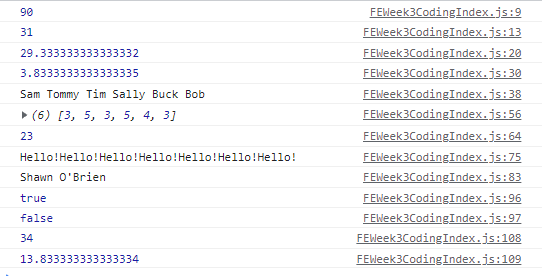 90 FEWeek3CodingIndex.js:9
31 FEWeek3CodingIndex.js:13
29.333333333333332 FEWeek3CodingIndex.js:20
3.8333333333333335 FEWeek3CodingIndex.js:30
Sam Tommy Tim Sally Buck Bob FEWeek3CodingIndex.js:38
▶(6) [3, 5, 3, 5, 4, 3] FEWeek3CodingIndex.js:56
23 FEWeek3CodingIndex.js:64
Hello!Hello!Hello!Hello!Hello!Hello!Hello! FEWeek3CodingIndex.js:75
Shawn O'Brien FEWeek3CodingIndex.js:83
true FEWeek3CodingIndex.js:96
false FEWeek3CodingIndex.js:97
34 FEWeek3CodingIndex.js:108
13.833333333333334 FEWeek3CodingIndex.js:109